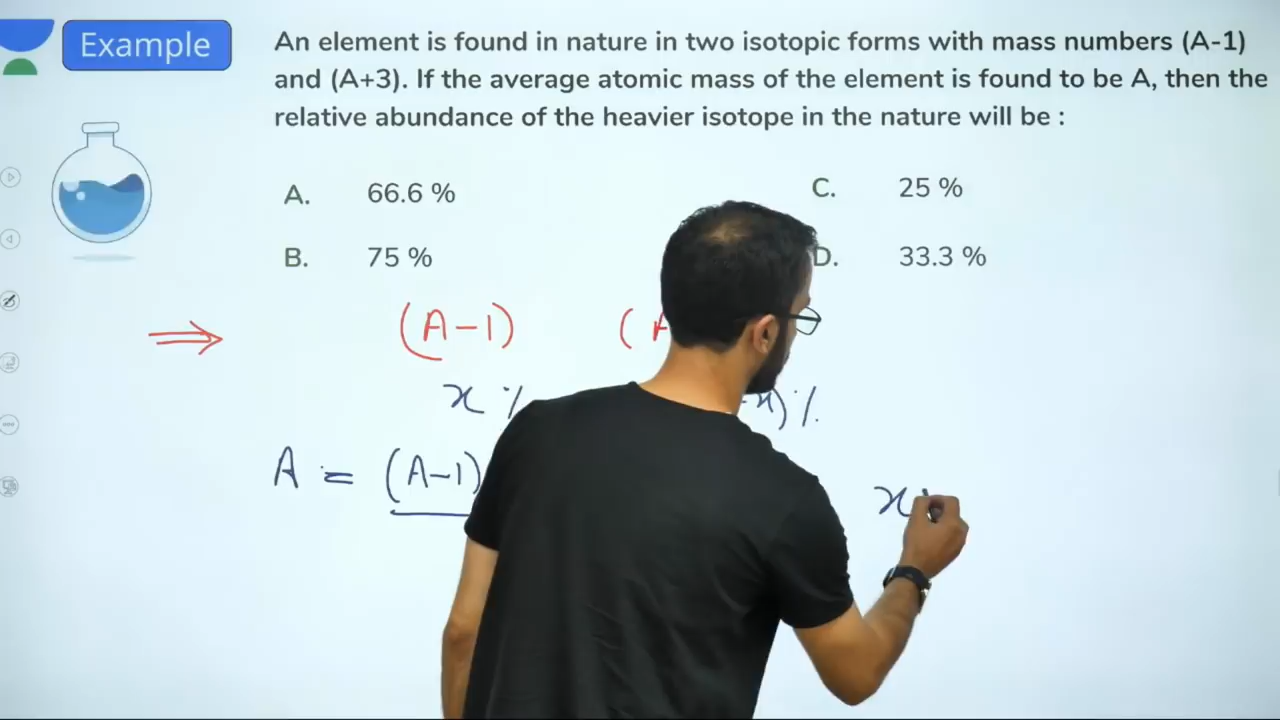 Example
An element is found in nature in two isotopic forms with mass numbers (A-1)
and (A+3). If the average atomic mass of the element is found to be A, then the
relative abundance of the heavier isotope in the nature will be :
A. 66.6 % C. 25 %
B. 75 % D. 33.3 %
⇒ (A-1) (A
x % x) %
A = (A-1) x